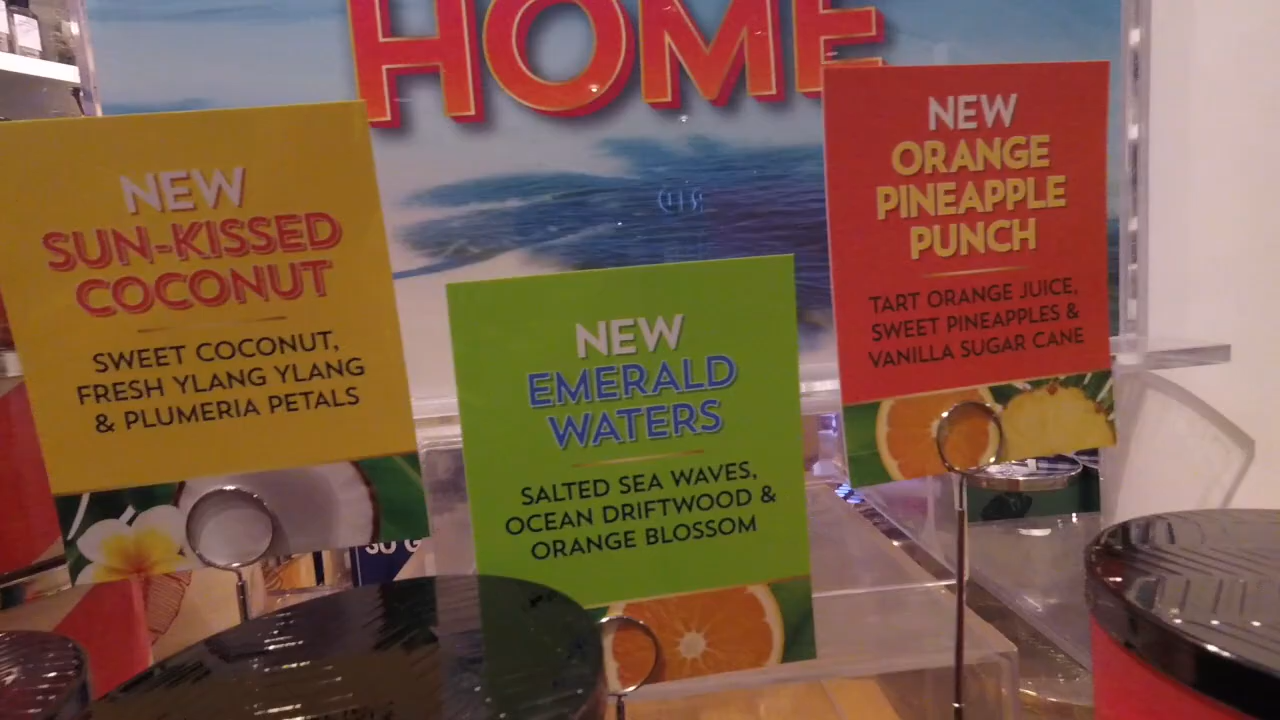 HOME
NEW
SUN-KISSED
COCONUT
SWEET COCONUT,
FRESH YLANG YLANG
& PLUMERIA PETALS
NEW
EMERALD
WATERS
SALTED SEA WAVES,
OCEAN DRIFTWOOD &
ORANGE BLOSSOM
NEW
ORANGE
PINEAPPLE
PUNCH
TART ORANGE JUICE,
SWEET PINEAPPLES &
VANILLA SUGAR CANE